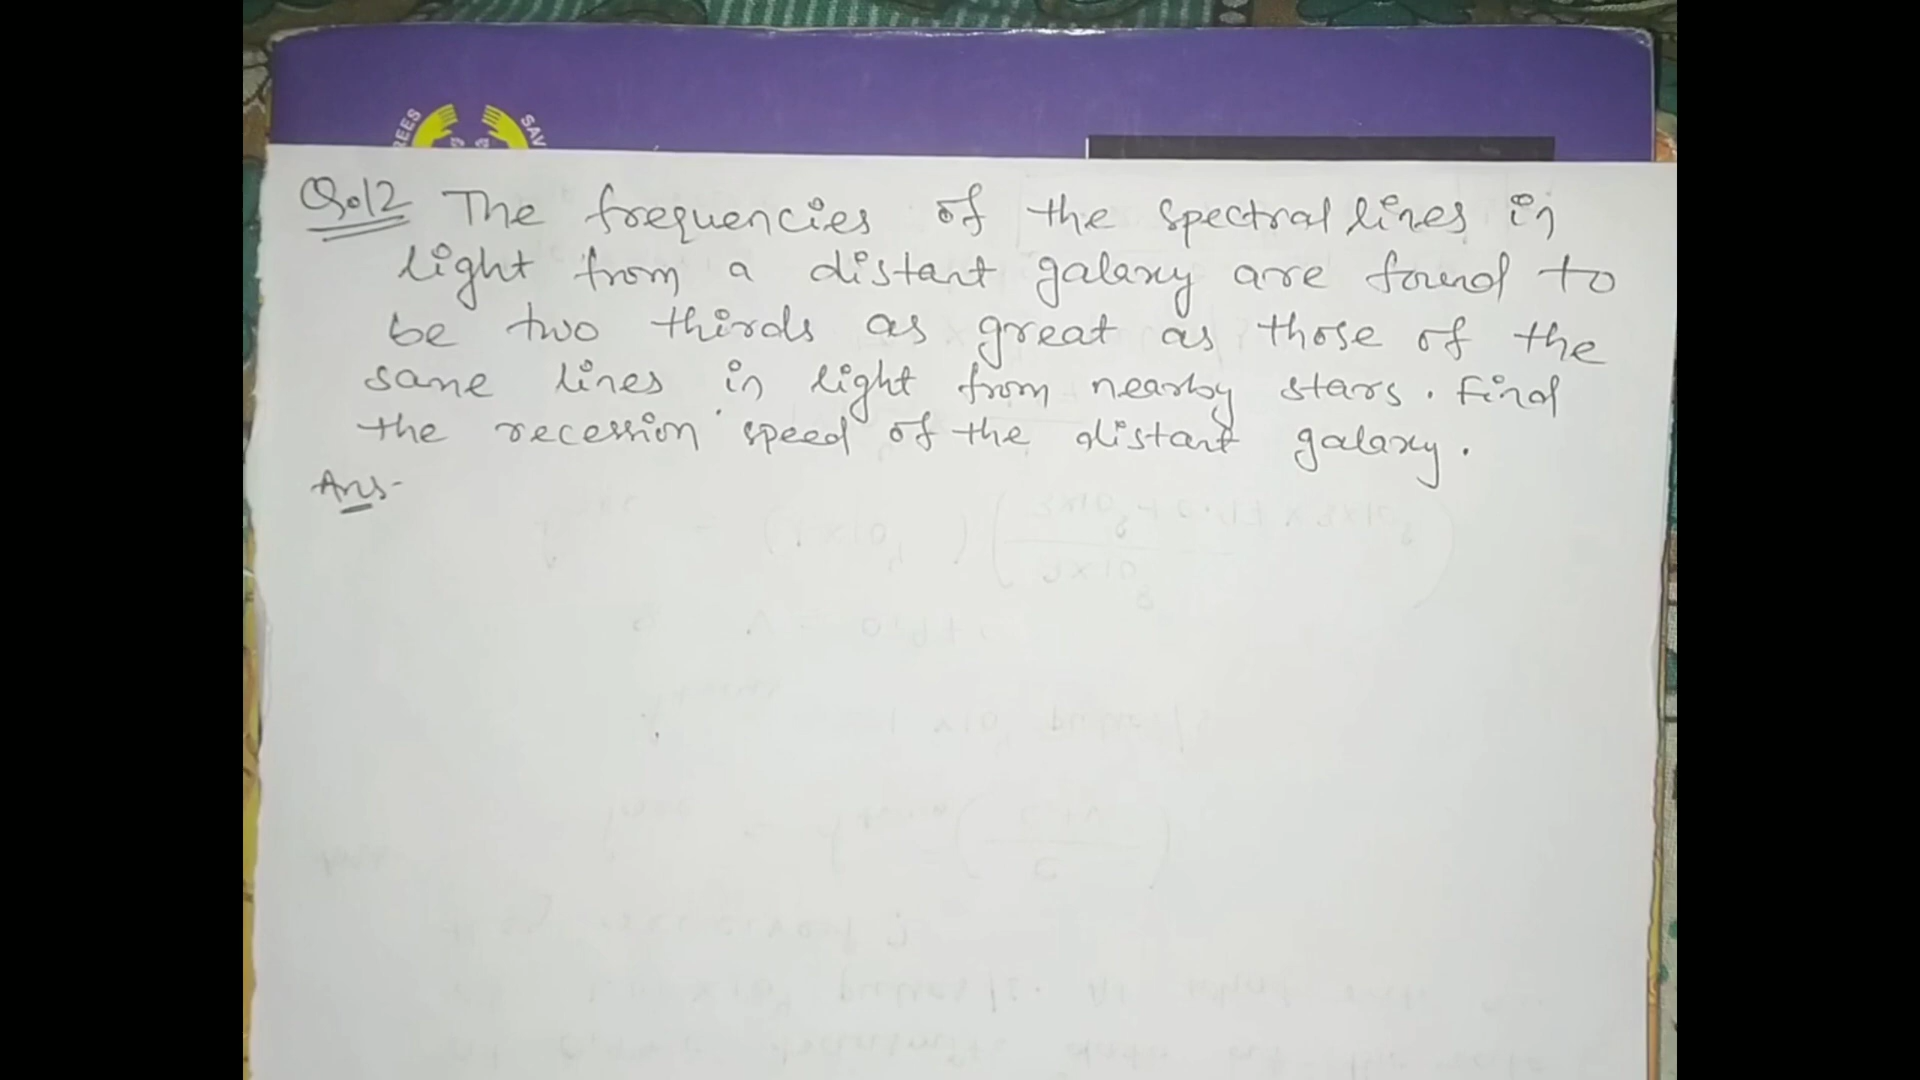 REES SAV
Q.12 The frequencies of the spectral lines in
light from a distant galaxy are found to
be two thirds as great as those of the
same lines in light from nearby stars. Find
the recession speed of the distant galaxy.
Ans-